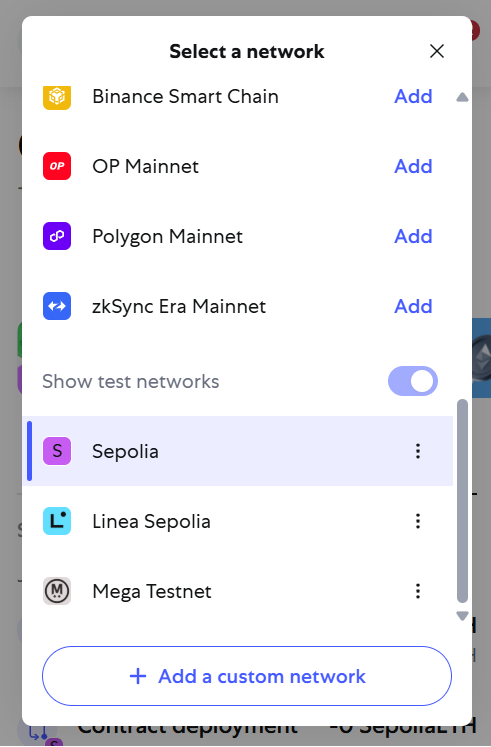 Select a network
Binance Smart Chain
Add
OP
OP Mainnet
Add
Polygon Mainnet
Add
zkSync Era Mainnet
Add
Show test networks
S
Sepolia
L
Linea Sepolia
M
Mega Testnet
+ Add a custom network
Contract deployment
-0 SepoliaETH